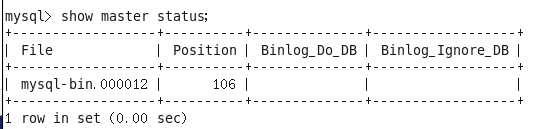 mysql> show master status;
+------------------+----------+--------------+------------------+
| File             | Position | Binlog_Do_DB | Binlog_Ignore_DB |
+------------------+----------+--------------+------------------+
| mysql-bin.000012 |      106 |              |                  |
+------------------+----------+--------------+------------------+
1 row in set (0.00 sec)